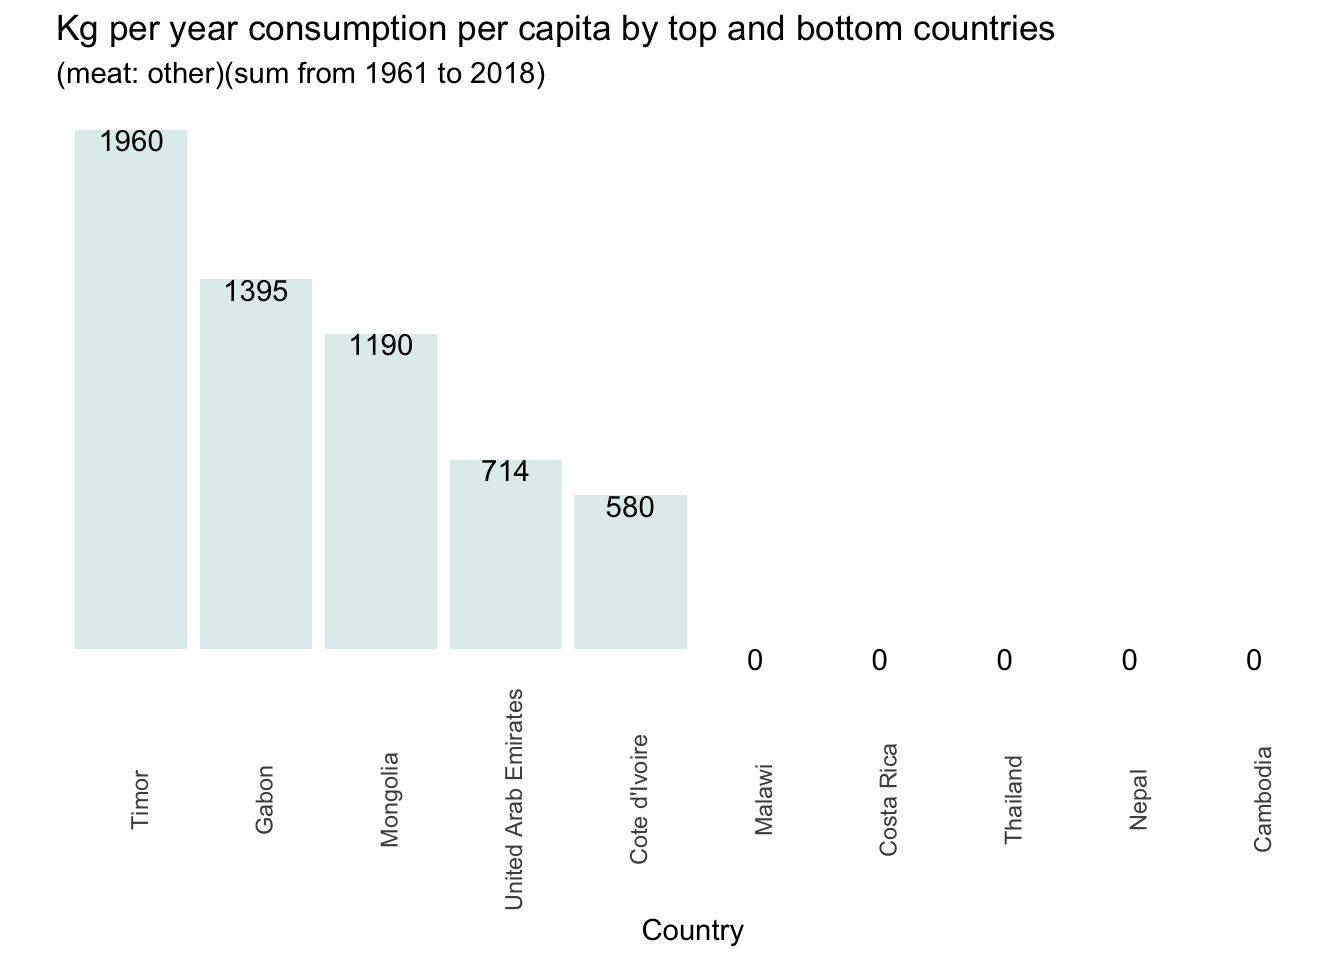 Kg per year consumption per capita by top and bottom countries
(meat: other)(sum from 1961 to 2018)
1960
1395
1190
714
580
0
0
0
0
0
Timor
Gabon
Mongolia
United Arab Emirates
Cote d'Ivoire
Malawi
Costa Rica
Thailand
Nepal
Cambodia
Country